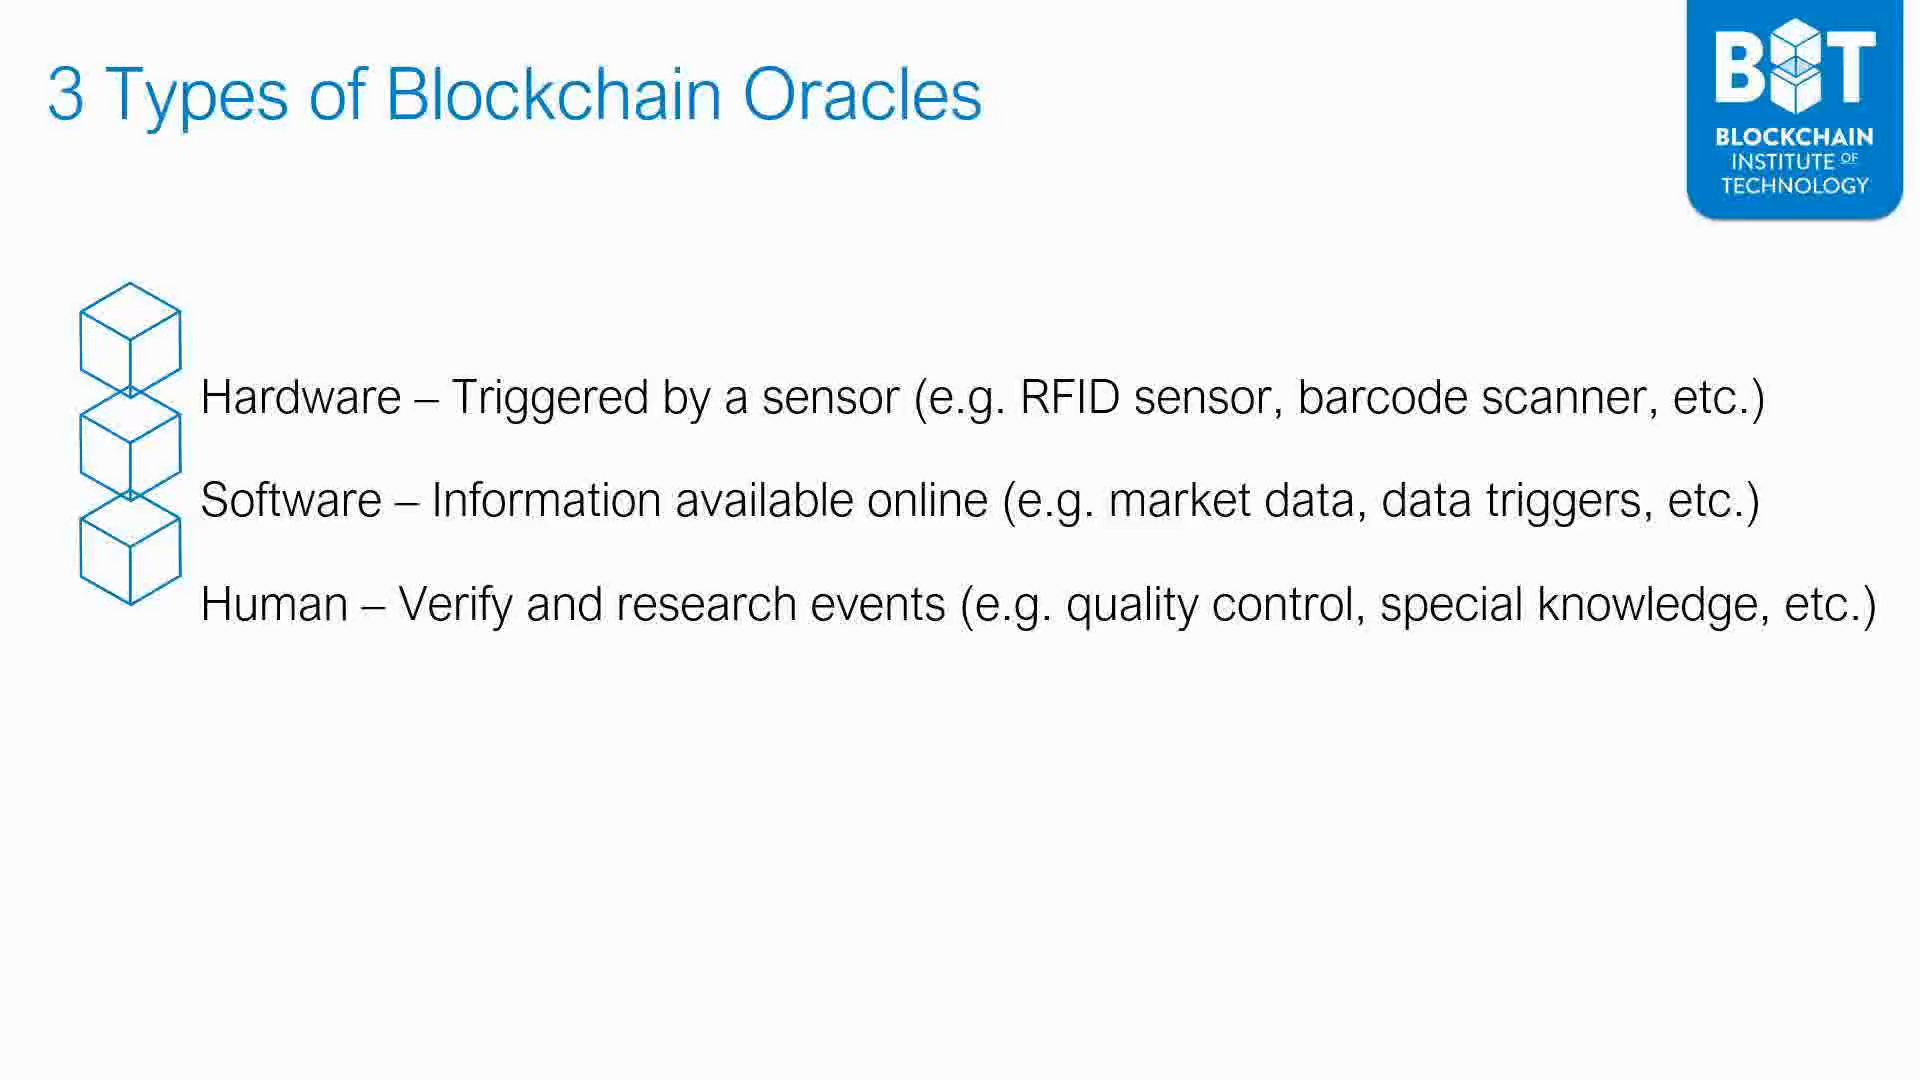 3 Types of Blockchain Oracles
BIT
BLOCKCHAIN
INSTITUTE OF
TECHNOLOGY
Hardware – Triggered by a sensor (e.g. RFID sensor, barcode scanner, etc.)
Software – Information available online (e.g. market data, data triggers, etc.)
Human – Verify and research events (e.g. quality control, special knowledge, etc.)